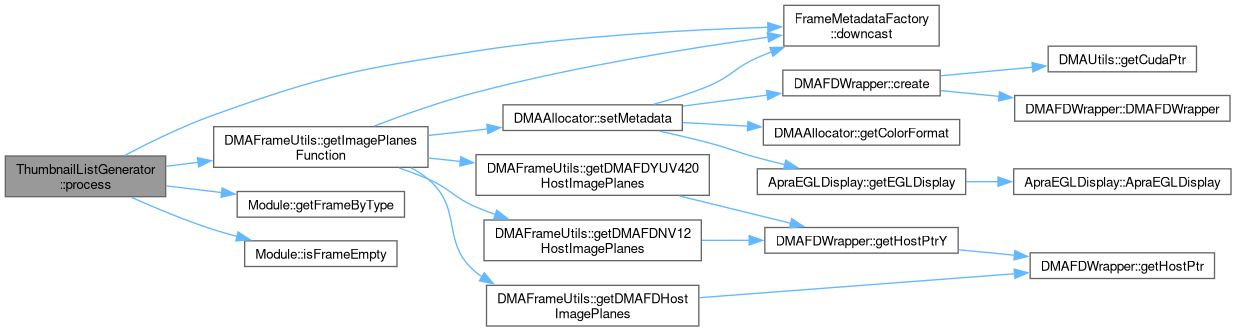 ThumbnailListGenerator
::process
DMAFrameUtils::getImagePlanes
Function
Module::getFrameByType
Module::isFrameEmpty
DMAAllocator::setMetadata
DMAFrameUtils::getDMAFDYUV420
HostImagePlanes
DMAFrameUtils::getDMAFDNV12
HostImagePlanes
DMAFrameUtils::getDMAFDHost
ImagePlanes
FrameMetadataFactory
::downcast
DMAFDWrapper::create
DMAAllocator::getColorFormat
ApraEGLDisplay::getEGLDisplay
DMAFDWrapper::getHostPtrY
DMAUtils::getCudaPtr
DMAFDWrapper::DMAFDWrapper
ApraEGLDisplay::ApraEGLDisplay
DMAFDWrapper::getHostPtr